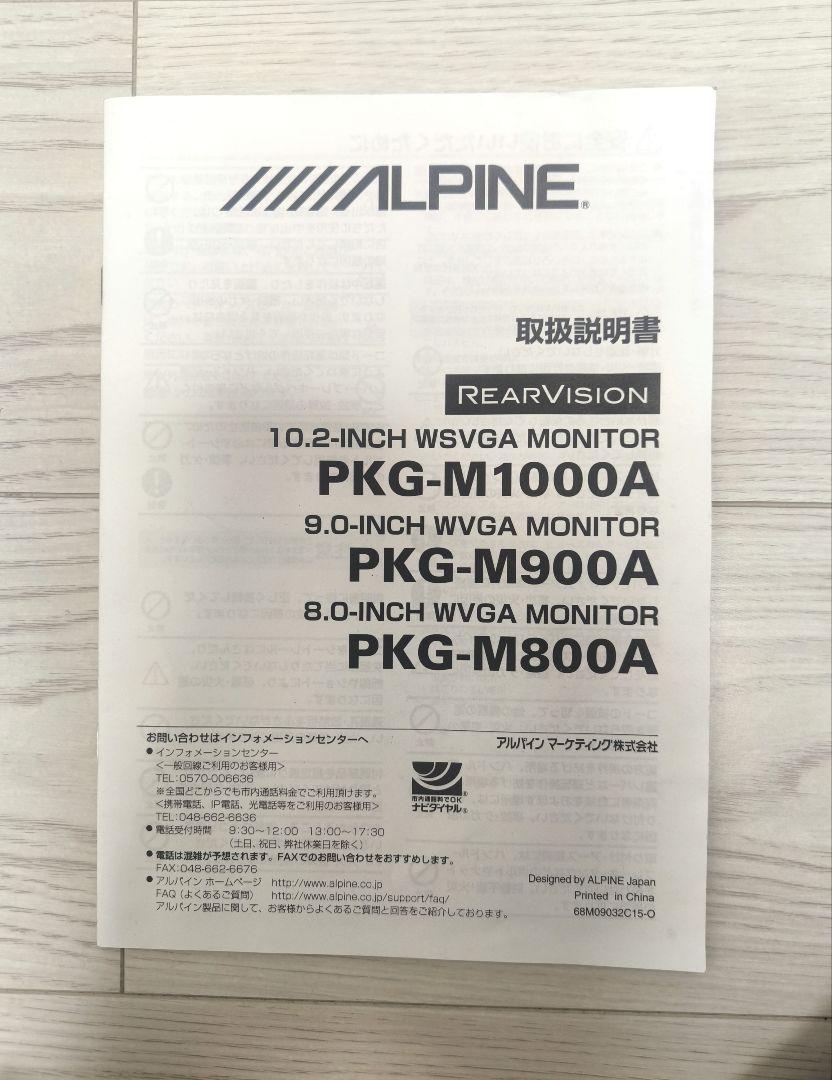 ALPINE®
取扱説明書
REARVISION
10.2-INCH WSVGA MONITOR
PKG-M1000A
9.0-INCH WVGA MONITOR
PKG-M900A
8.0-INCH WVGA MONITOR
PKG-M800A
お問い合わせはインフォメーションセンターへ
● インフォメーションセンター
<一般回線ご利用のお客様用>
TEL:0570-006636
※全国どこからでも市内通話料金でご利用頂けます。
<携帯電話、IP電話、光電話等をご利用のお客様用>
TEL:048-662-6636
● 電話受付時間 9:30~12:00 13:00~17:30
(土日、祝日、弊社休業日を除く)
● 電話は混雑が予想されます。FAXでのお問い合わせをおすすめします。
FAX:048-662-6676
● アルパイン ホームページ http://www.alpine.co.jp
FAQ (よくあるご質問) http://www.alpine.co.jp/support/faq/
アルパイン製品に関して、お客様からよくあるご質問と回答をご紹介しております。
アルパイン マーケティング株式会社
市内通話料でOK
ナビダイヤル®
Designed by ALPINE Japan
Printed in China
68M09032C15-O